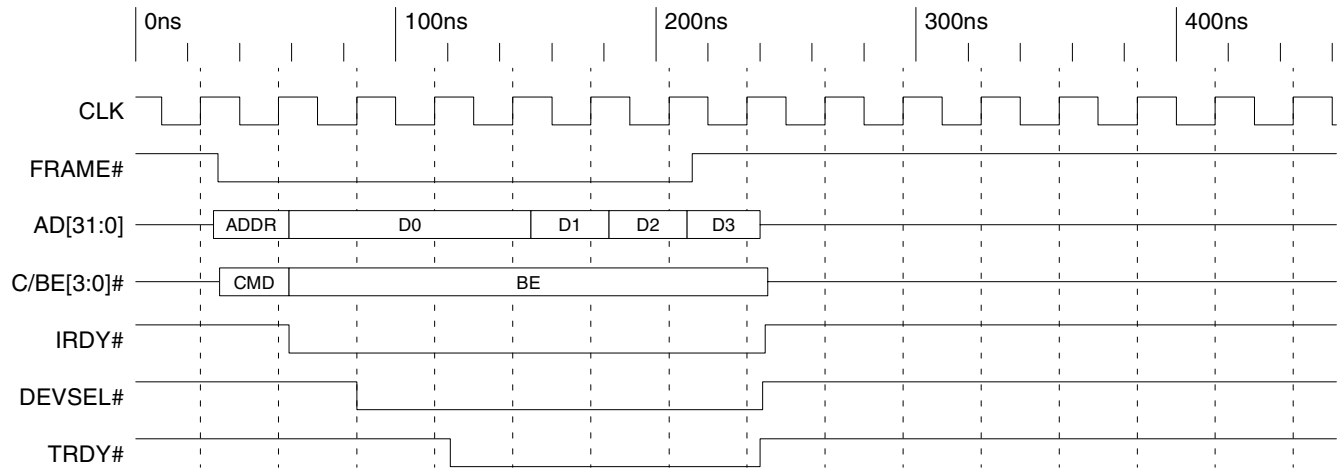 0ns 100ns 200ns 300ns 400ns
CLK
FRAME#
AD[31:0] ADDR D0 D1 D2 D3
C/BE[3:0]# CMD BE
IRDY#
DEVSEL#
TRDY#